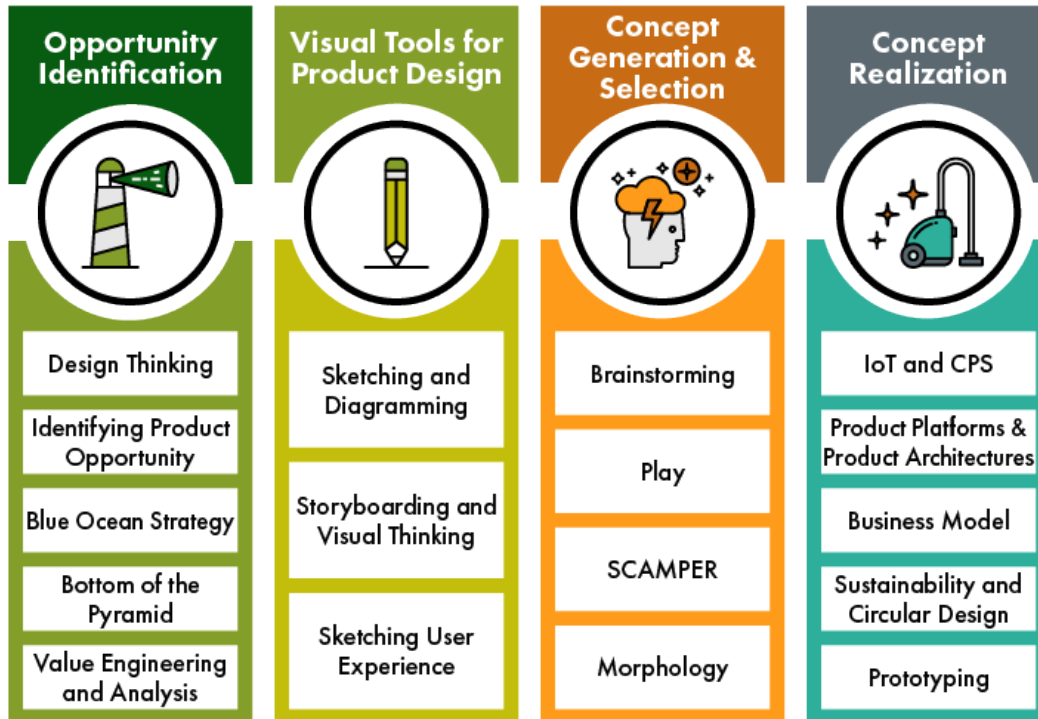 Opportunity
Identification
Design Thinking
Identifying Product
Opportunity
Blue Ocean Strategy
Bottom of the
Pyramid
Value Engineering
and Analysis
Visual Tools for
Product Design
Sketching and
Diagramming
Storyboarding and
Visual Thinking
Sketching User
Experience
Concept
Generation &
Selection
Brainstorming
Play
SCAMPER
Morphology
Concept
Realization
IoT and CPS
Product Platforms &
Product Architectures
Business Model
Sustainability and
Circular Design
Prototyping